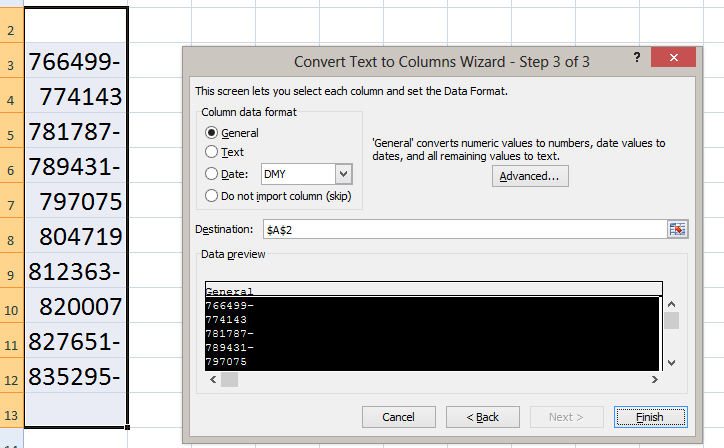 2
3 766499-
4 774143
5 781787-
6 789431-
7 797075
8 804719
9 812363-
10 820007
11 827651-
12 835295-
13
Convert Text to Columns Wizard - Step 3 of 3 ?
This screen lets you select each column and set the Data Format.
Column data format
General
Text
Date: DMY
Do not import column (skip)
'General' converts numeric values to numbers, date values to
dates, and all remaining values to text.
Advanced...
Destination: $A$2
Data preview
General
766499-
774143
781787-
789431-
797075
Cancel < Back Next > Finish